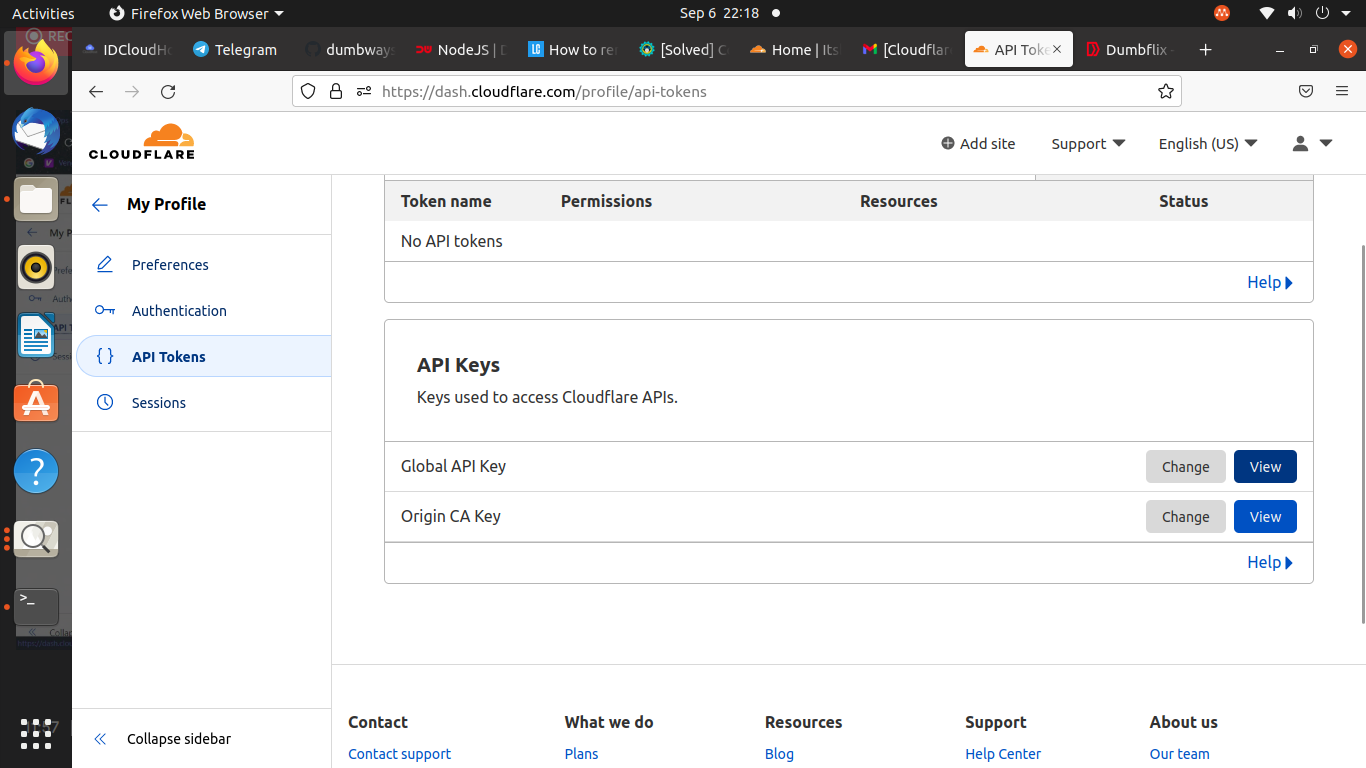 Activities
Firefox Web Browser
Sep 6 22:18
REC
IDCloudHo
Telegram
dumbways
NodeJS | D
How to re
[Solved] C
Home | Its
[Cloudflare
API Toke
Dumbflix -
https://dash.cloudflare.com/profile/api-tokens
CLOUDFLARE
Add site
Support
English (US)
My Profile
Preferences
Authentication
API Tokens
Sessions
Collapse sidebar
Token name
Permissions
Resources
Status
No API tokens
Help
API Keys
Keys used to access Cloudflare APIs.
Global API Key
Change
View
Origin CA Key
Change
View
Help
Contact
What we do
Resources
Support
About us
Contact support
Plans
Blog
Help Center
Our team